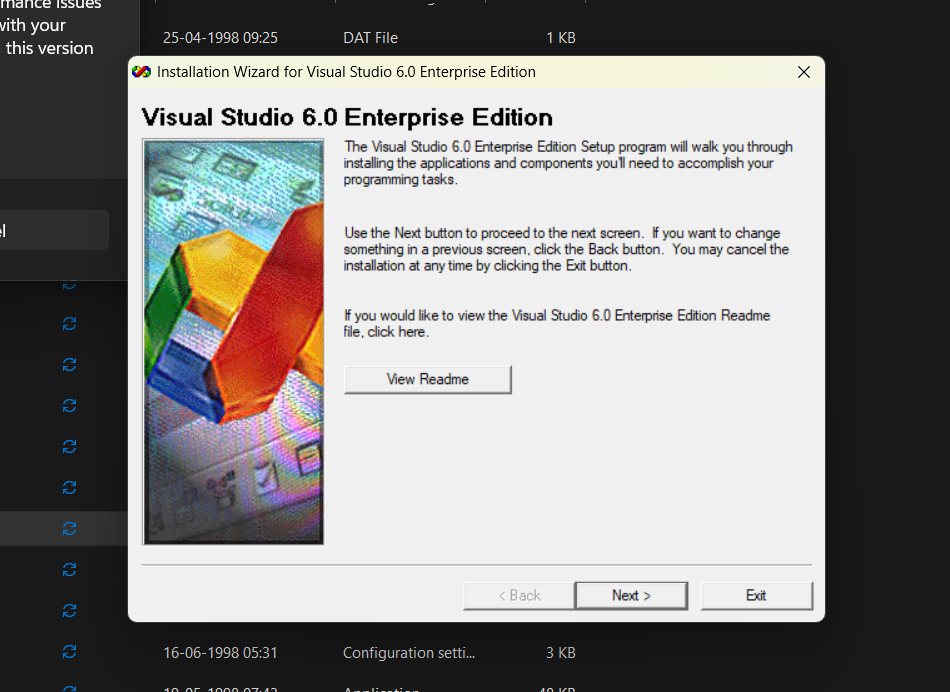 mance issues
with your
this version
25-04-1998 09:25 DAT File 1 KB
Installation Wizard for Visual Studio 6.0 Enterprise Edition
Visual Studio 6.0 Enterprise Edition
The Visual Studio 6.0 Enterprise Edition Setup program will walk you through
installing the applications and components you'll need to accomplish your
programming tasks.
Use the Next button to proceed to the next screen. If you want to change
something in a previous screen, click the Back button. You may cancel the
installation at any time by clicking the Exit button.
If you would like to view the Visual Studio 6.0 Enterprise Edition Readme
file, click here.
View Readme
< Back
Next >
Exit
16-06-1998 05:31 Configuration setti... 3 KB
Application